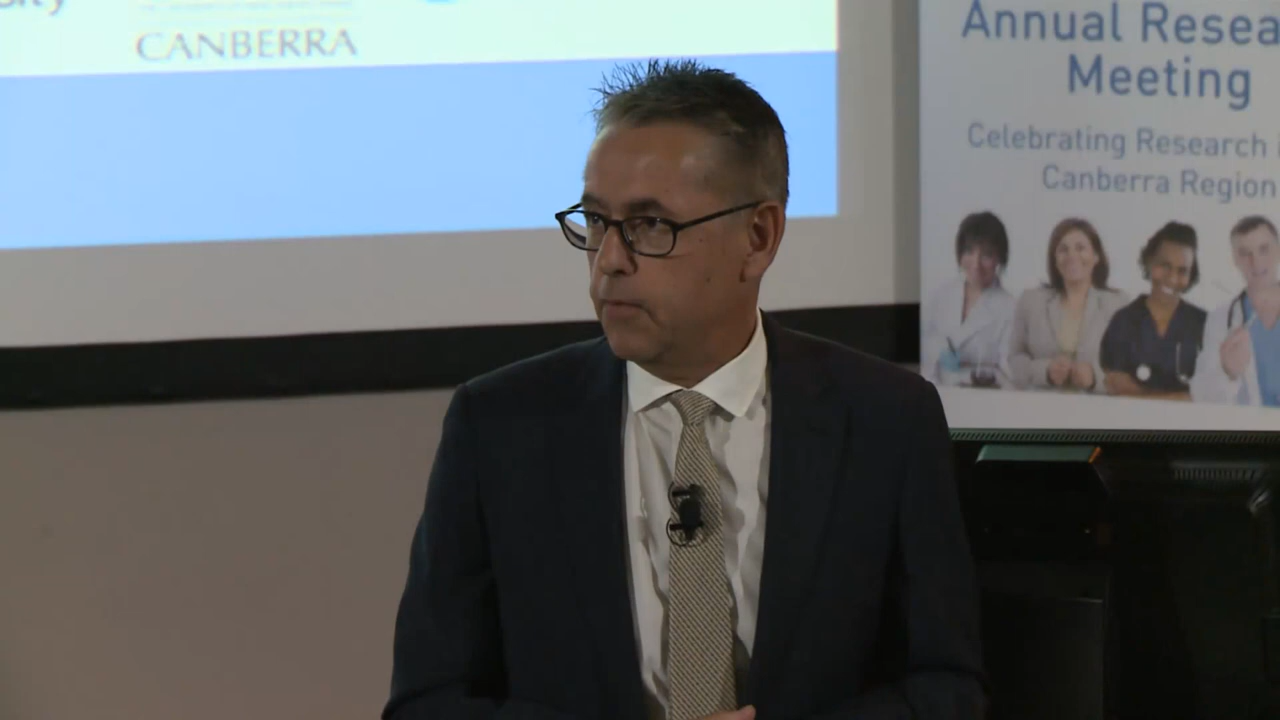 CANBERRA
Annual Resea
Meeting
Celebrating Research
Canberra Region